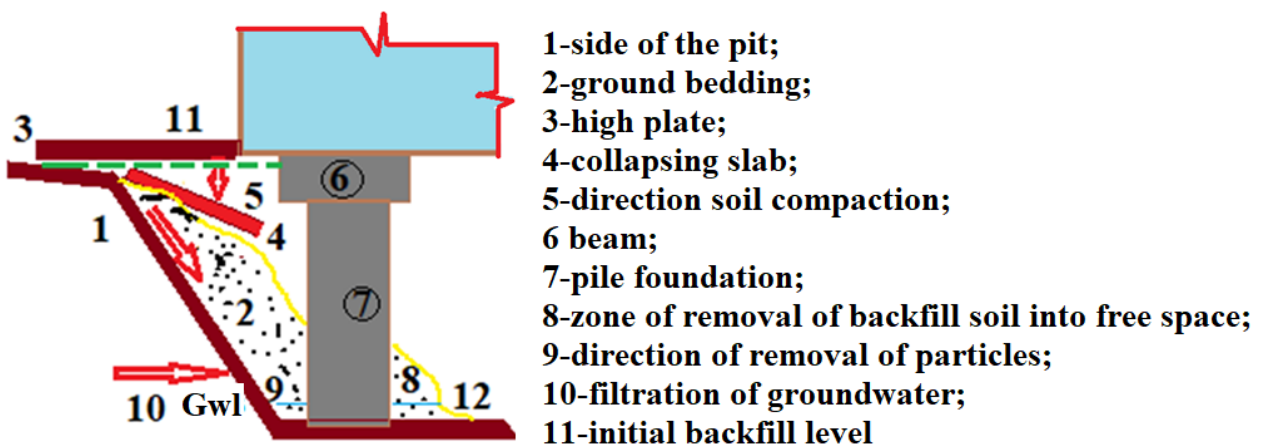 3
11
6
5
4
1
7
2
9
8
12
10 Gwl
1-side of the pit;
2-ground bedding;
3-high plate;
4-collapsing slab;
5-direction soil compaction;
6 beam;
7-pile foundation;
8-zone of removal of backfill soil into free space;
9-direction of removal of particles;
10-filtration of groundwater;
11-initial backfill level